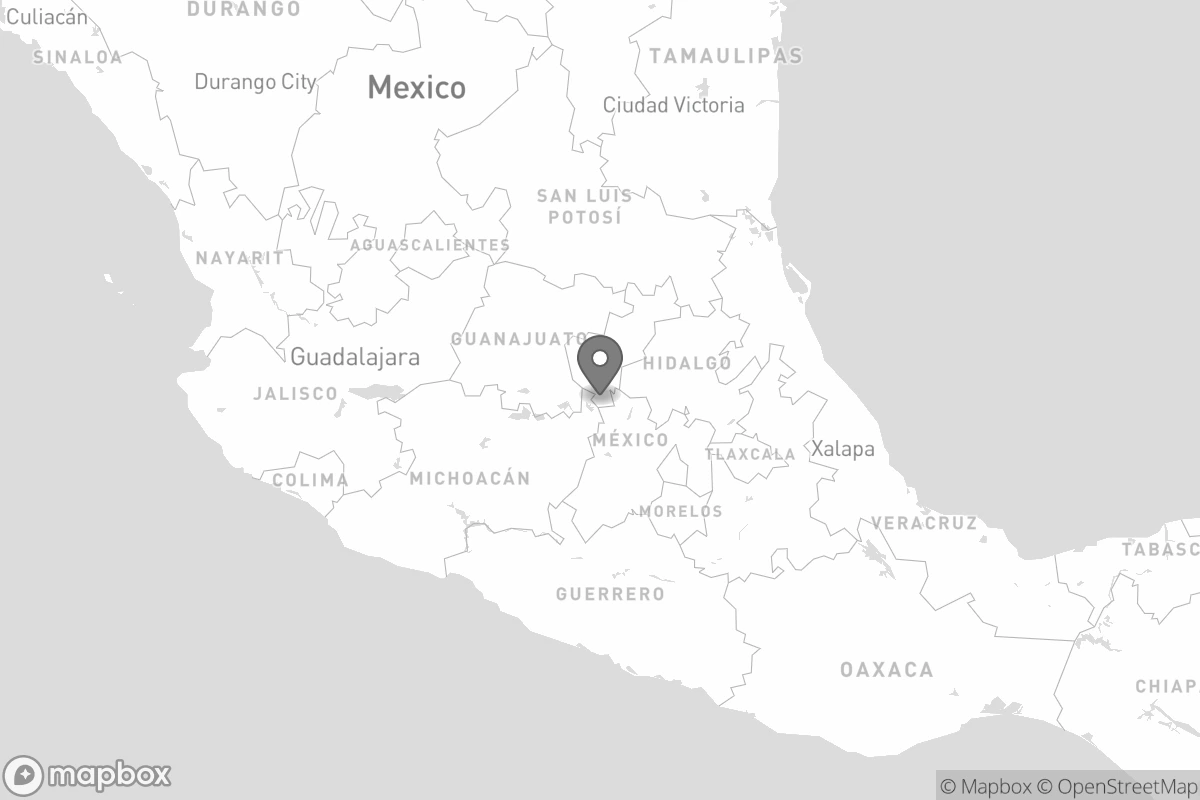 DURANGO
Culiacán
SINALOA
TAMAULIPAS
Durango City
Mexico
Ciudad Victoria
SAN LUIS
POTOSÍ
AGUASCALIENTES
NAYARIT
GUANAJUATO
Guadalajara
HIDALGO
JALISCO
MÉXICO
Xalapa
TLAXCALA
COLIMA
MICHOACÁN
MORELOS
VERACRUZ
TABASC
GUERRERO
OAXACA
CHIAPA
mapbox
© Mapbox © OpenStreetMap